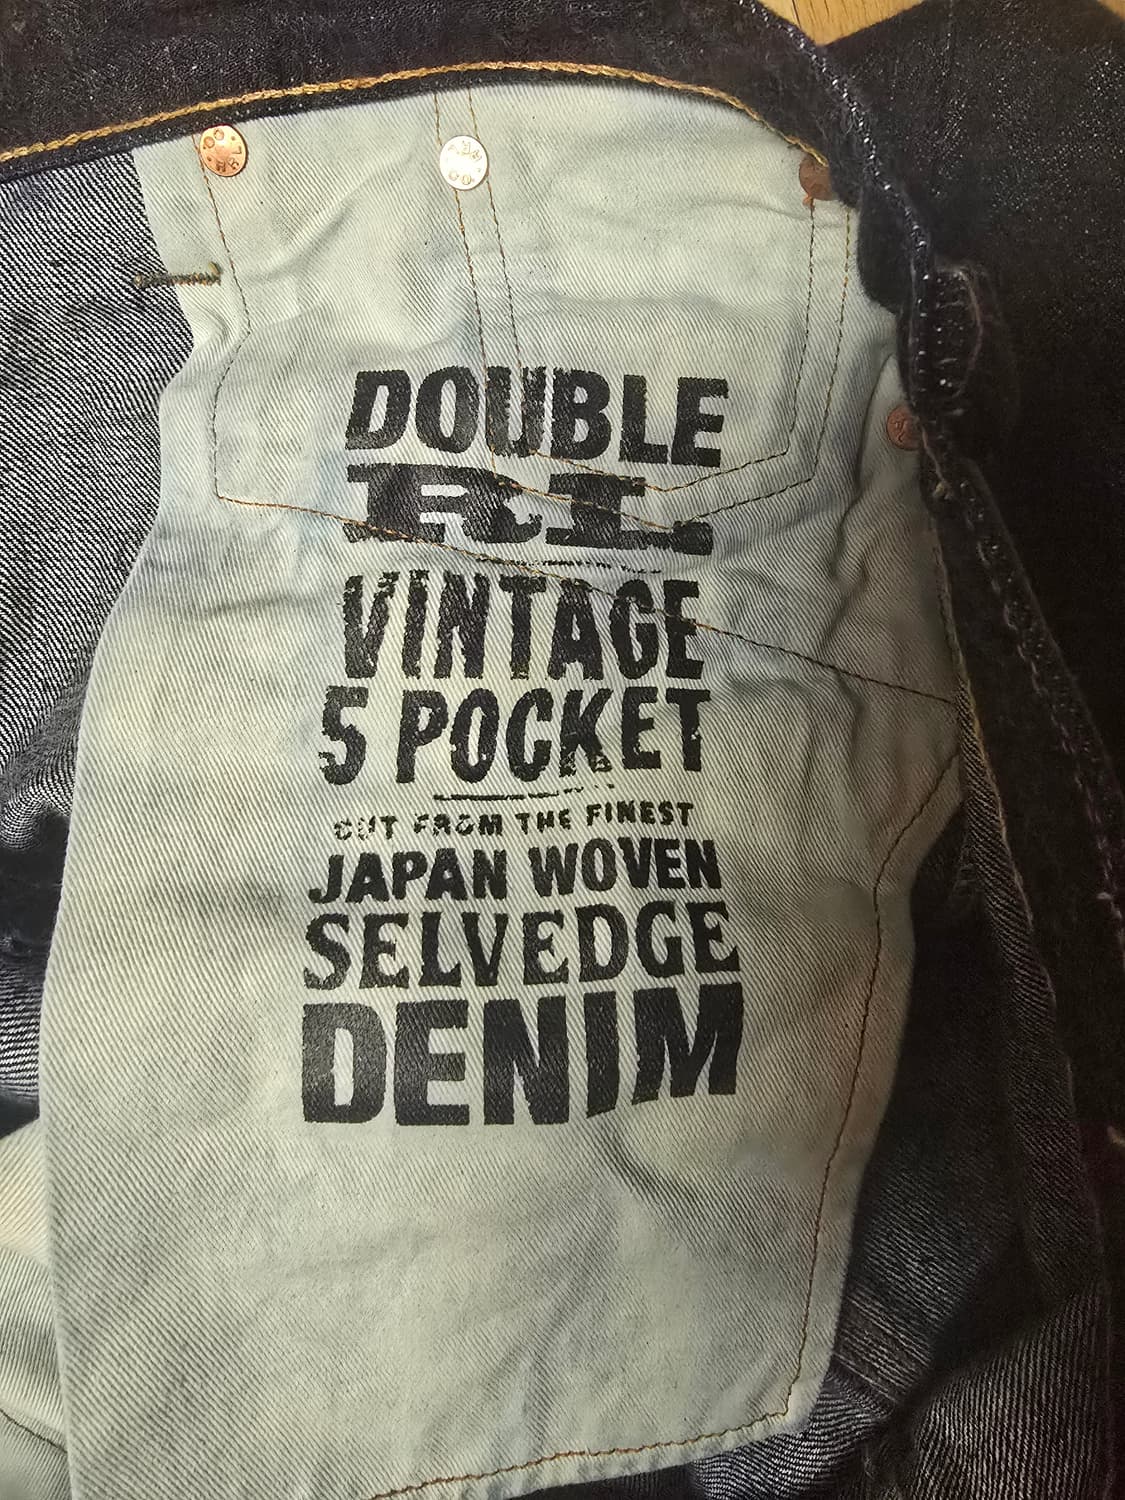 DOUBLE
RL
VINTAGE
5 POCKET
CUT FROM THE FINEST
JAPAN WOVEN
SELVEDGE
DENIM